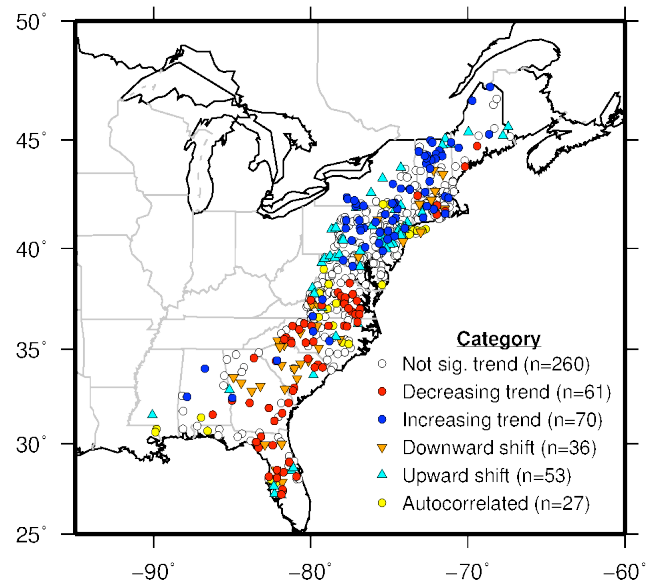 50°
45°
40°
35°
30°
25°
Category
Not sig. trend (n=260)
Decreasing trend (n=61)
Increasing trend (n=70)
Downward shift (n=36)
Upward shift (n=53)
Autocorrelated (n=27)
−90° −80° −70° −60°